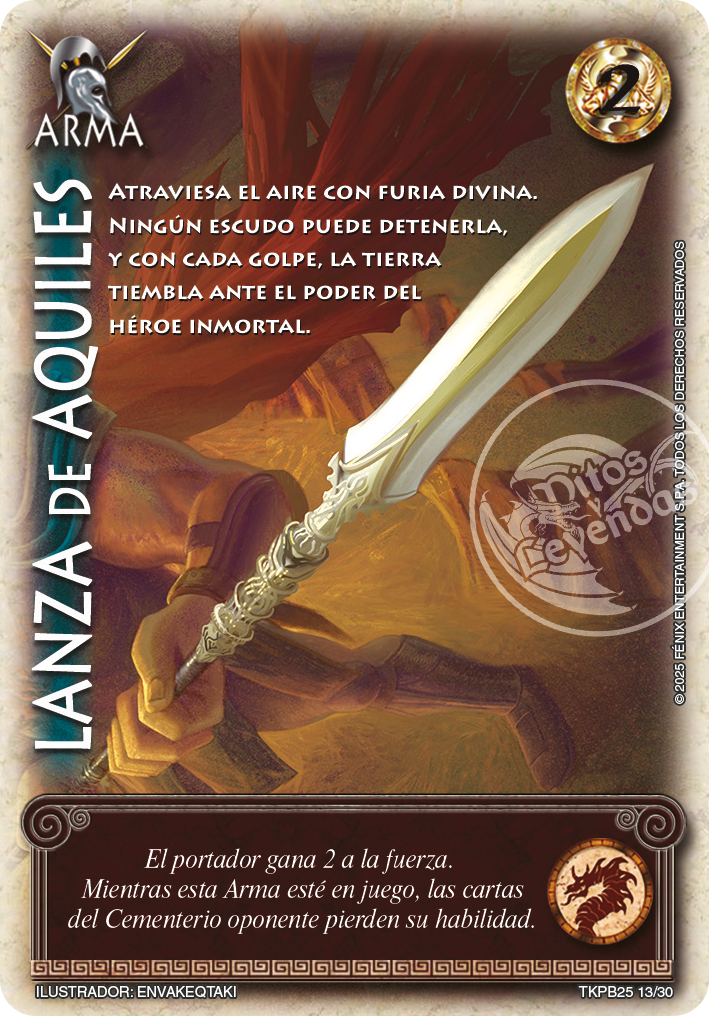 ARMA
2
LANZA DE AQUILES
Atraviesa el aire con furia divina.
Ningún escudo puede detenerla,
y con cada golpe, la tierra
tiembla ante el poder del
héroe inmortal.
© 2025 FÉNIX ENTERTAINMENT S.P.A. TODOS LOS DERECHOS RESERVADOS
Mitos
y
Leyendas
El portador gana 2 a la fuerza.
Mientras esta Arma esté en juego, las cartas
del Cementerio oponente pierden su habilidad.
ILUSTRADOR: ENVAKEQTAKI
TKPB25 13/30